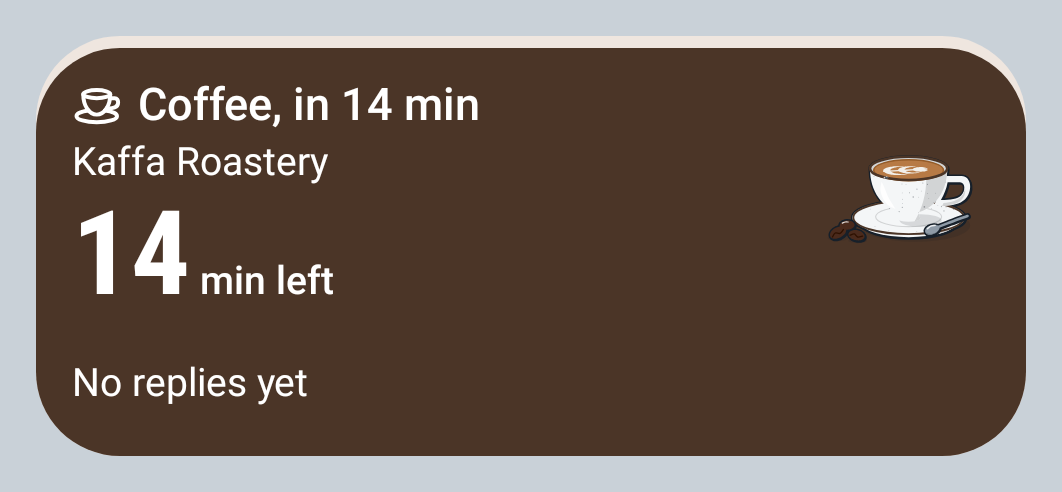 Coffee, in 14 min
Kaffa Roastery
14 min left
No replies yet